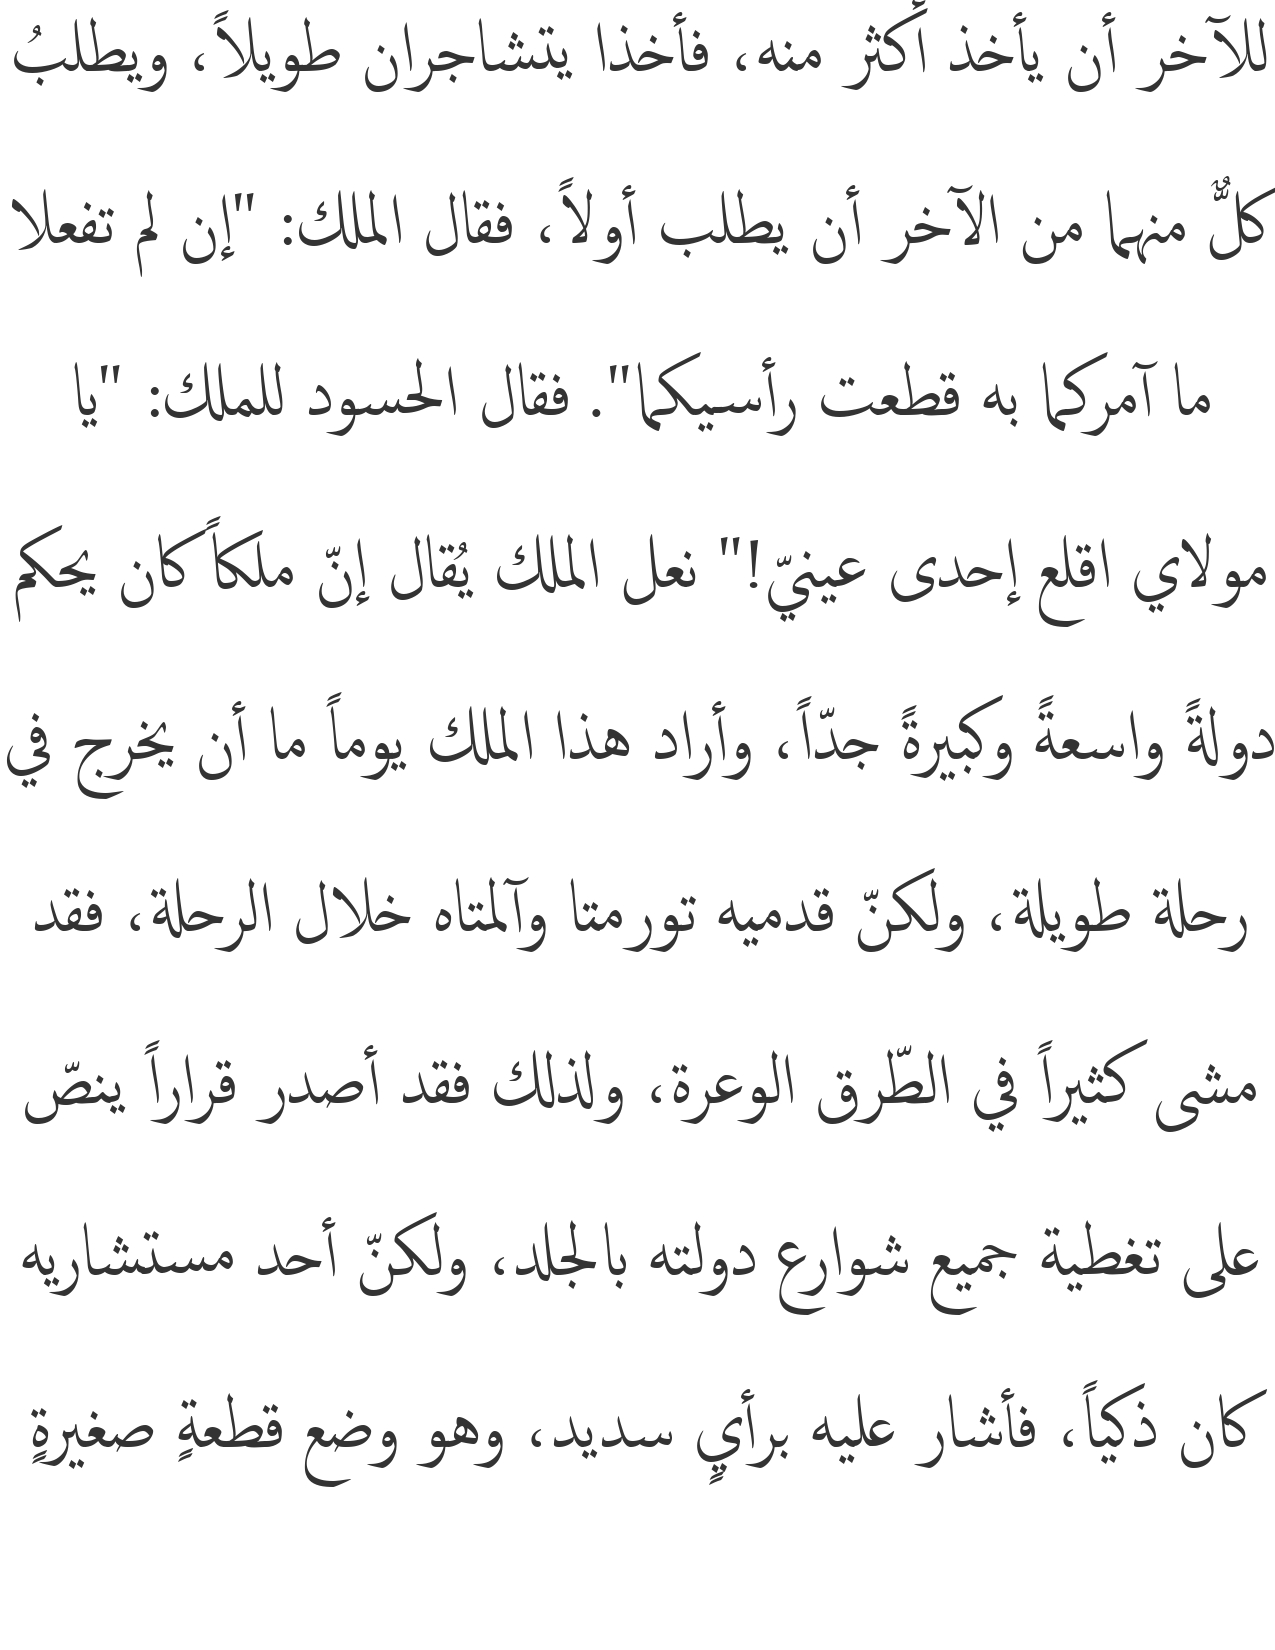 للآخر أن يأخذ أكثر منه، فأخذا يتشاجران طويلاً، ويطلبُ
كلٌّ منهما من الآخر أن يطلب أولاً، فقال الملك: "إن لم تفعلا
ما آمركما به قطعت رأسيكما". فقال الحسود للملك: "يا
مولاي اقلع إحدى عينيّ!" نعل الملك يُقال إنّ ملكاً كان يحكم
دولةً واسعةً وكبيرةً جدّاً، وأراد هذا الملك يوماً ما أن يخرج في
رحلة طويلة، ولكنّ قدميه تورمتا وآلمتاه خلال الرحلة، فقد
مشى كثيراً في الطّرق الوعرة، ولذلك فقد أصدر قراراً ينصّ
على تغطية جميع شوارع دولته بالجلد، ولكنّ أحد مستشاريه
كان ذكياً، فأشار عليه برأيٍ سديد، وهو وضع قطعةٍ صغيرةٍ